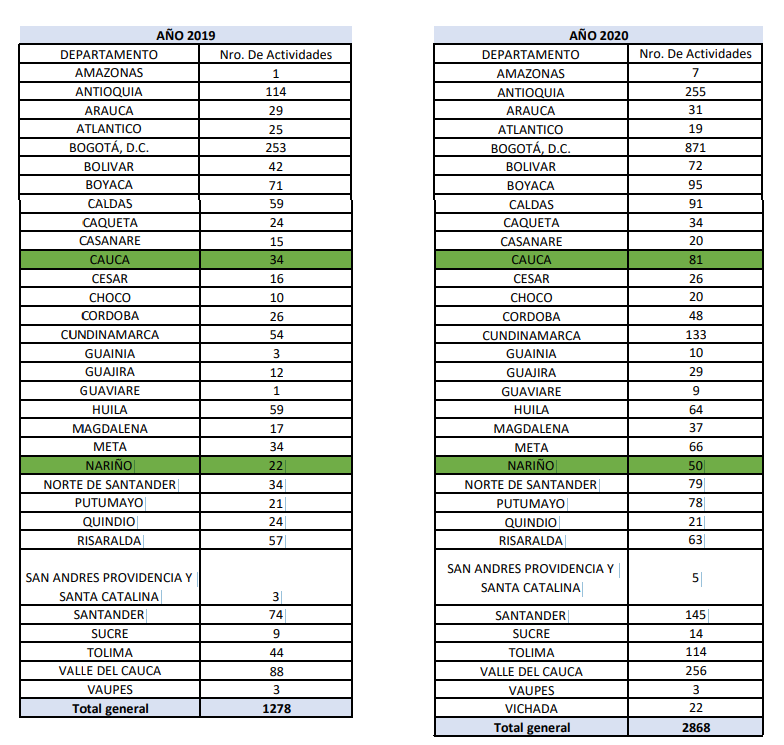 AÑO 2019
DEPARTAMENTO Nro. De Actividades
AMAZONAS 1
ANTIOQUIA 114
ARAUCA 29
ATLANTICO 25
BOGOTÁ, D.C. 253
BOLIVAR 42
BOYACA 71
CALDAS 59
CAQUETA 24
CASANARE 15
CAUCA 34
CESAR 16
CHOCO 10
CORDOBA 26
CUNDINAMARCA 54
GUAINIA 3
GUAJIRA 12
GUAVIARE 1
HUILA 59
MAGDALENA 17
META 34
NARIÑO 22
NORTE DE SANTANDER 34
PUTUMAYO 21
QUINDIO 24
RISARALDA 57
SAN ANDRES PROVIDENCIA Y
SANTA CATALINA 3
SANTANDER 74
SUCRE 9
TOLIMA 44
VALLE DEL CAUCA 88
VAUPES 3
Total general 1278
AÑO 2020
DEPARTAMENTO Nro. De Actividades
AMAZONAS 7
ANTIOQUIA 255
ARAUCA 31
ATLANTICO 19
BOGOTÁ, D.C. 871
BOLIVAR 72
BOYACA 95
CALDAS 91
CAQUETA 34
CASANARE 20
CAUCA 81
CESAR 26
CHOCO 20
CORDOBA 48
CUNDINAMARCA 133
GUAINIA 10
GUAJIRA 29
GUAVIARE 9
HUILA 64
MAGDALENA 37
META 66
NARIÑO 50
NORTE DE SANTANDER 79
PUTUMAYO 78
QUINDIO 21
RISARALDA 63
SAN ANDRES PROVIDENCIA Y
SANTA CATALINA 5
SANTANDER 145
SUCRE 14
TOLIMA 114
VALLE DEL CAUCA 256
VAUPES 3
VICHADA 22
Total general 2868